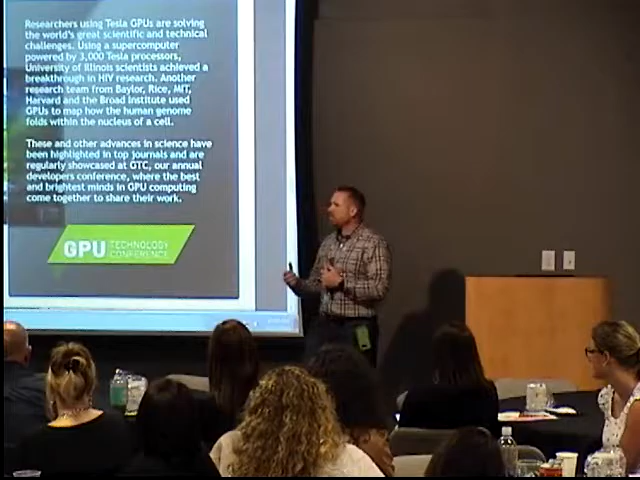 Researchers using Tesla GPUs are solving
the world's great scientific and technical
challenges. Using a supercomputer
powered by 3,000 Tesla processors,
University of Illinois scientists achieved a
breakthrough in HIV research. Another
research team from Baylor, Rice, MIT,
Harvard and the Broad Institute used
GPUs to map how the human genome
folds within the nucleus of a cell.
These and other advances in science have
been highlighted in top journals and are
regularly showcased at GTC, our annual
developers conference, where the best
and brightest minds in GPU computing
come together to share their work.
GPU TECHNOLOGY
CONFERENCE